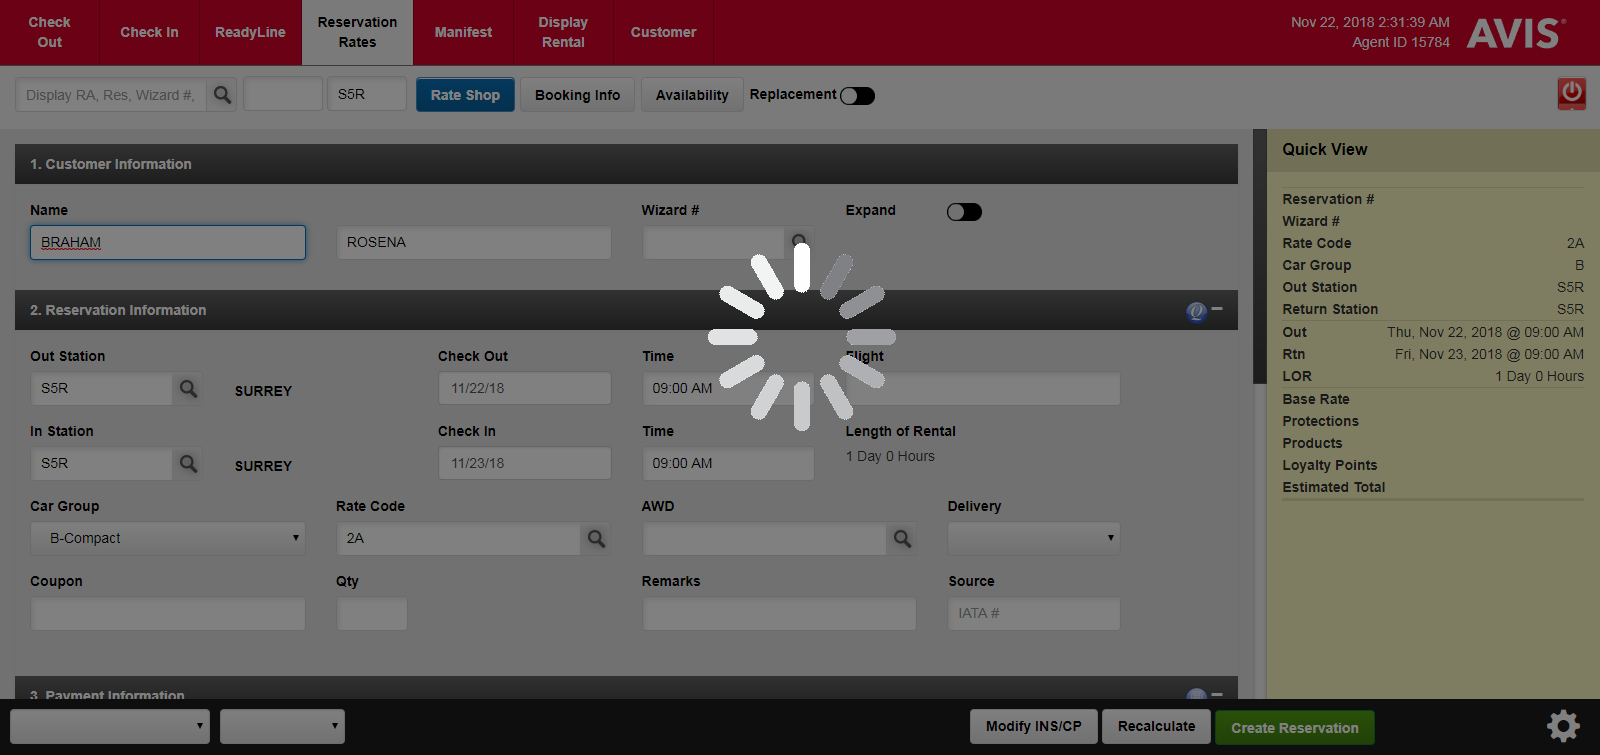 Check Out
Check In
ReadyLine
Reservation Rates
Manifest
Display Rental
Customer
Nov 22, 2018 2:31:39 AM
Agent ID 15784
AVIS
Display RA, Res, Wizard #,
S5R
Rate Shop
Booking Info
Availability
Replacement
1. Customer Information
Name
Wizard #
Expand
BRAHAM
ROSENA
2. Reservation Information
Out Station
Check Out
Time
Flight
S5R
SURREY
11/22/18
09:00 AM
In Station
Check In
Time
Length of Rental
S5R
SURREY
11/23/18
09:00 AM
1 Day 0 Hours
Car Group
Rate Code
AWD
Delivery
B-Compact
2A
Coupon
Qty
Remarks
Source
IATA #
3. Payment Information
Quick View
Reservation #
Wizard #
Rate Code 2A
Car Group B
Out Station S5R
Return Station S5R
Out Thu, Nov 22, 2018 @ 09:00 AM
Rtn Fri, Nov 23, 2018 @ 09:00 AM
LOR 1 Day 0 Hours
Base Rate
Protections
Products
Loyalty Points
Estimated Total
Modify INS/CP
Recalculate
Create Reservation